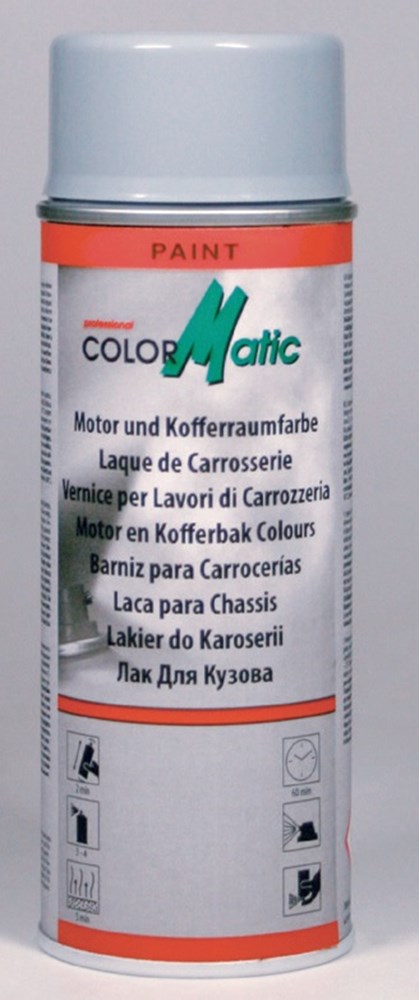 PAINT
professional
COLORMatic
Motor und Kofferraumfarbe
Laque de Carrosserie
Vernice per Lavori di Carrozzeria
Motor en Kofferbak Colours
Barniz para Carrocerías
Laca para Chassis
Lakier do Karoserii
Лак Для Кузова
2 min
60 min
1-4
5 min